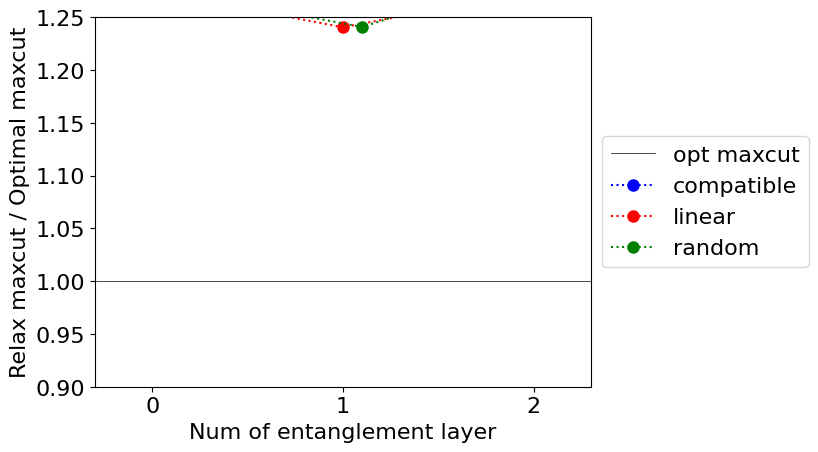 Relax maxcut / Optimal maxcut
1.25
1.20
1.15
1.10
1.05
1.00
0.95
0.90
0
1
2
Num of entanglement layer
opt maxcut
compatible
linear
random